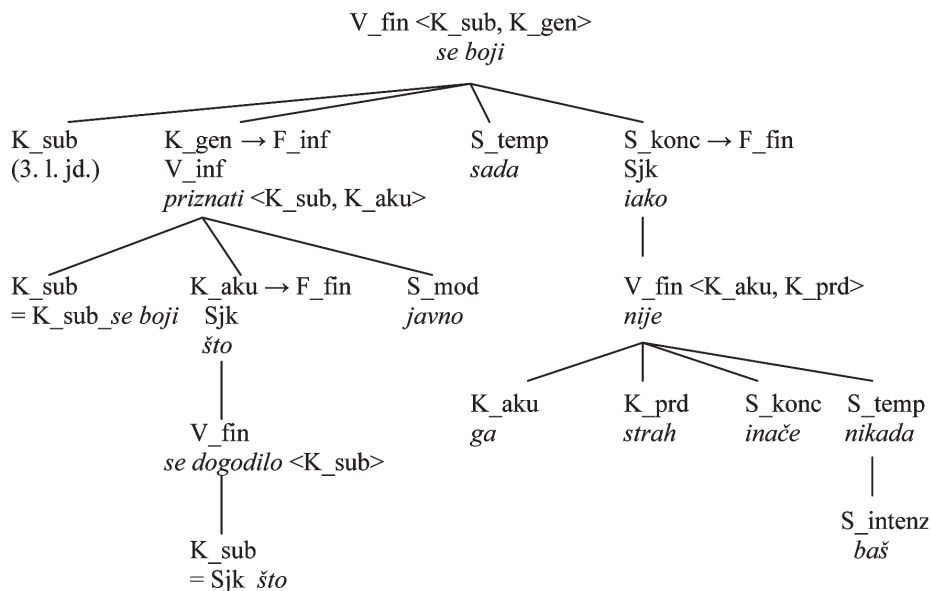 V_fin <K_sub, K_gen>
se boji
K_sub
(3. l. jd.)
K_gen → F_inf
V_inf
priznati <K_sub, K_aku>
S_temp
sada
S_konc → F_fin
Sjk
iako
K_sub
= K_sub_se boji
K_aku → F_fin
Sjk
što
S_mod
javno
V_fin <K_aku, K_prd>
nije
V_fin
se dogodilo <K_sub>
K_aku
ga
K_prd
strah
S_konc
inače
S_temp
nikada
K_sub
= Sjk što
S_intenz
baš